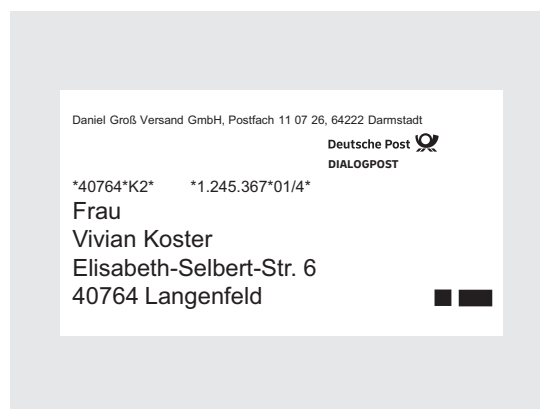 Daniel Groß Versand GmbH, Postfach 11 07 26, 64222 Darmstadt
Deutsche Post
DIALOGPOST
*40764*K2* *1.245.367*01/4*
Frau
Vivian Koster
Elisabeth-Selbert-Str. 6
40764 Langenfeld